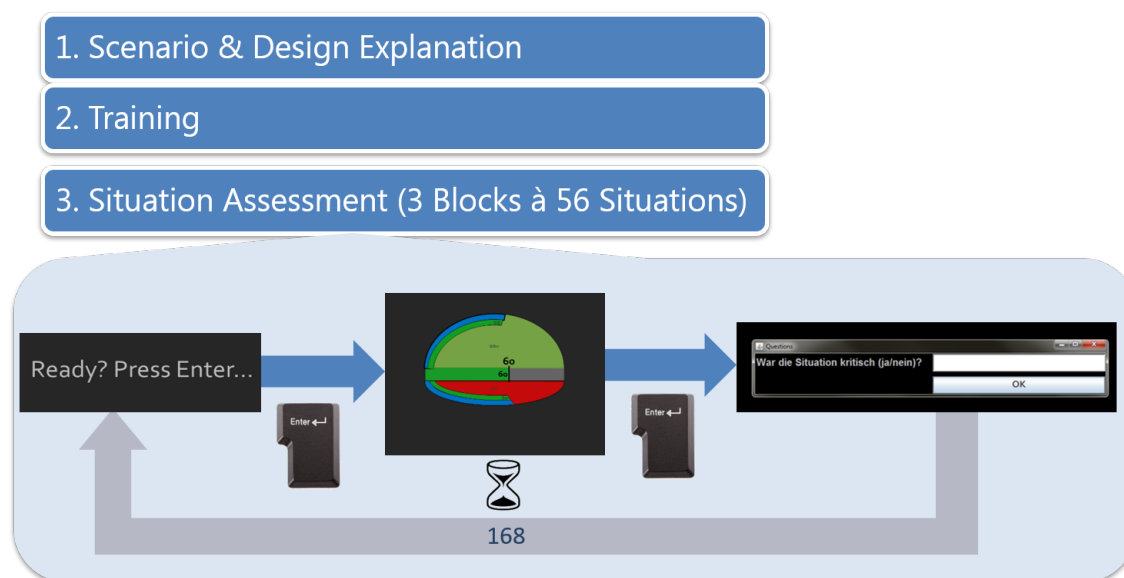 1. Scenario & Design Explanation
2. Training
3. Situation Assessment (3 Blocks à 56 Situations)
Ready? Press Enter...
Enter
60
60
Enter
Questions
War die Situation kritisch (ja/nein)?
OK
168